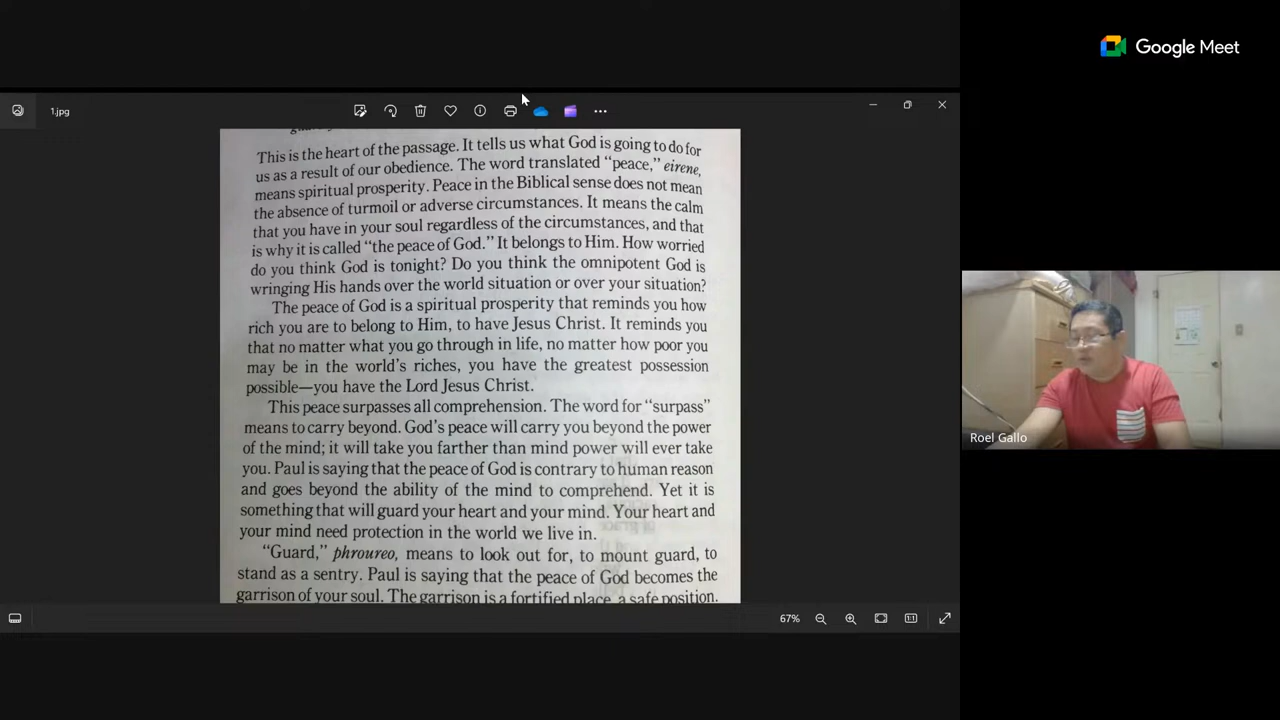 Google Meet
1.jpg
This is the heart of the passage. It tells us what God is going to do for
us as a result of our obedience. The word translated “peace,” eirene,
means spiritual prosperity. Peace in the Biblical sense does not mean
the absence of turmoil or adverse circumstances. It means the calm
that you have in your soul regardless of the circumstances, and that
is why it is called “the peace of God.” It belongs to Him. How worried
do you think God is tonight? Do you think the omnipotent God is
wringing His hands over the world situation or over your situation?
The peace of God is a spiritual prosperity that reminds you how
rich you are to belong to Him, to have Jesus Christ. It reminds you
that no matter what you go through in life, no matter how poor you
may be in the world’s riches, you have the greatest possession
possible—you have the Lord Jesus Christ.
This peace surpasses all comprehension. The word for “surpass”
means to carry beyond. God’s peace will carry you beyond the power
of the mind; it will take you farther than mind power will ever take
you. Paul is saying that the peace of God is contrary to human reason
and goes beyond the ability of the mind to comprehend. Yet it is
something that will guard your heart and your mind. Your heart and
your mind need protection in the world we live in.
“Guard,” phroureo, means to look out for, to mount guard, to
stand as a sentry. Paul is saying that the peace of God becomes the
garrison of your soul. The garrison is a fortified place, a safe position.
67%
1:1
Roel Gallo